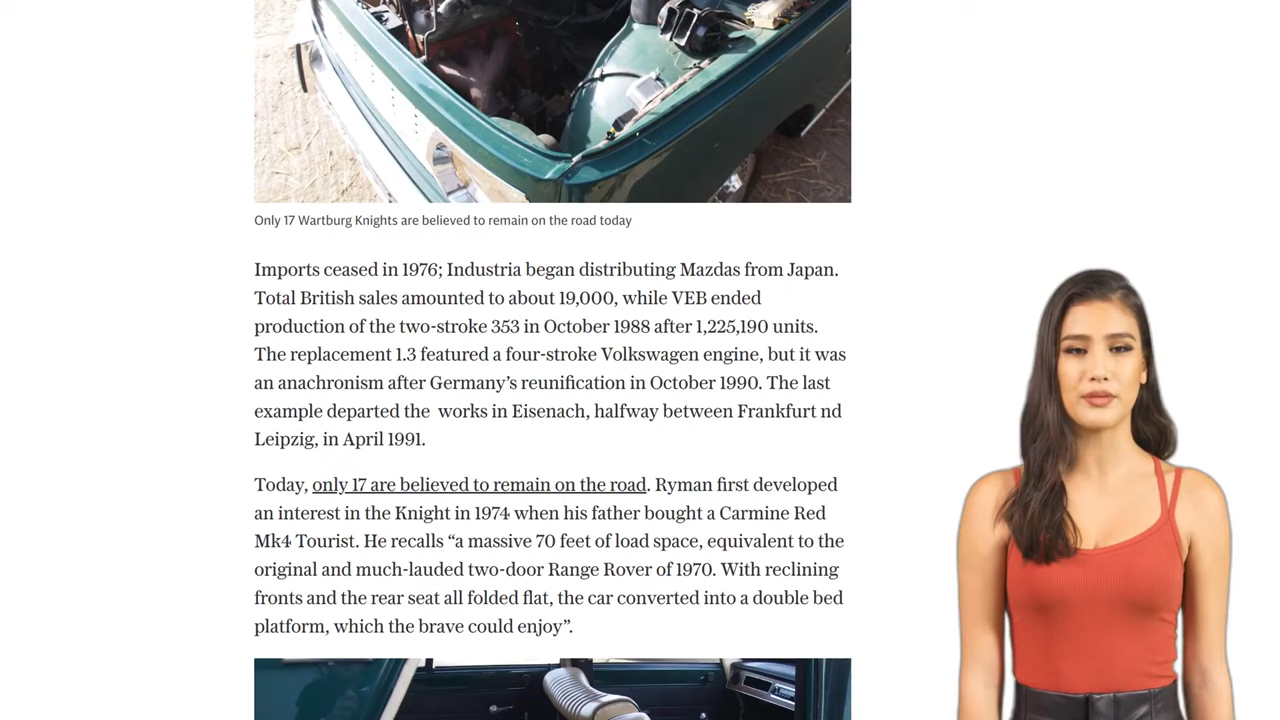 Only 17 Wartburg Knights are believed to remain on the road today
Imports ceased in 1976; Industria began distributing Mazdas from Japan.
Total British sales amounted to about 19,000, while VEB ended
production of the two-stroke 353 in October 1988 after 1,225,190 units.
The replacement 1.3 featured a four-stroke Volkswagen engine, but it was
an anachronism after Germany’s reunification in October 1990. The last
example departed the  works in Eisenach, halfway between Frankfurt nd
Leipzig, in April 1991.
Today, only 17 are believed to remain on the road. Ryman first developed
an interest in the Knight in 1974 when his father bought a Carmine Red
Mk4 Tourist. He recalls “a massive 70 feet of load space, equivalent to the
original and much-lauded two-door Range Rover of 1970. With reclining
fronts and the rear seat all folded flat, the car converted into a double bed
platform, which the brave could enjoy”.